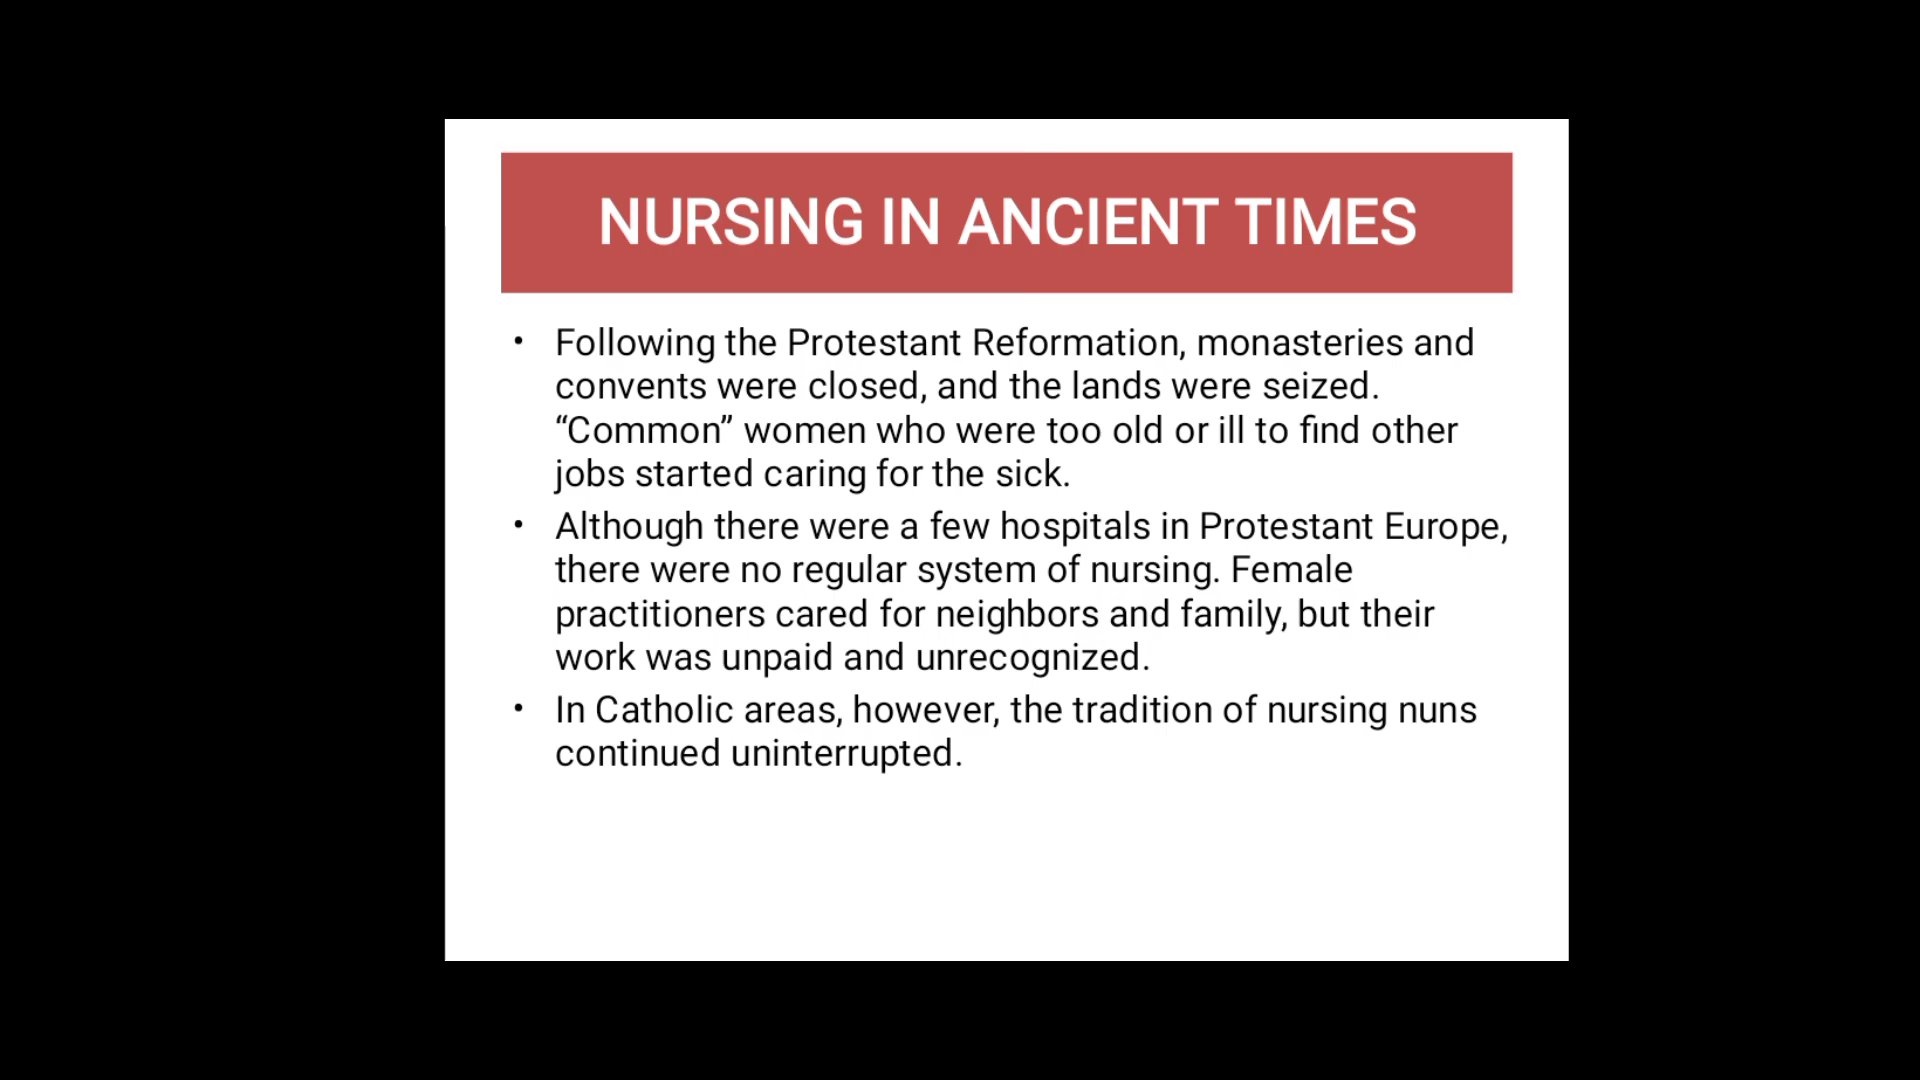 NURSING IN ANCIENT TIMES
• Following the Protestant Reformation, monasteries and
convents were closed, and the lands were seized.
“Common” women who were too old or ill to find other
jobs started caring for the sick.
• Although there were a few hospitals in Protestant Europe,
there were no regular system of nursing. Female
practitioners cared for neighbors and family, but their
work was unpaid and unrecognized.
• In Catholic areas, however, the tradition of nursing nuns
continued uninterrupted.